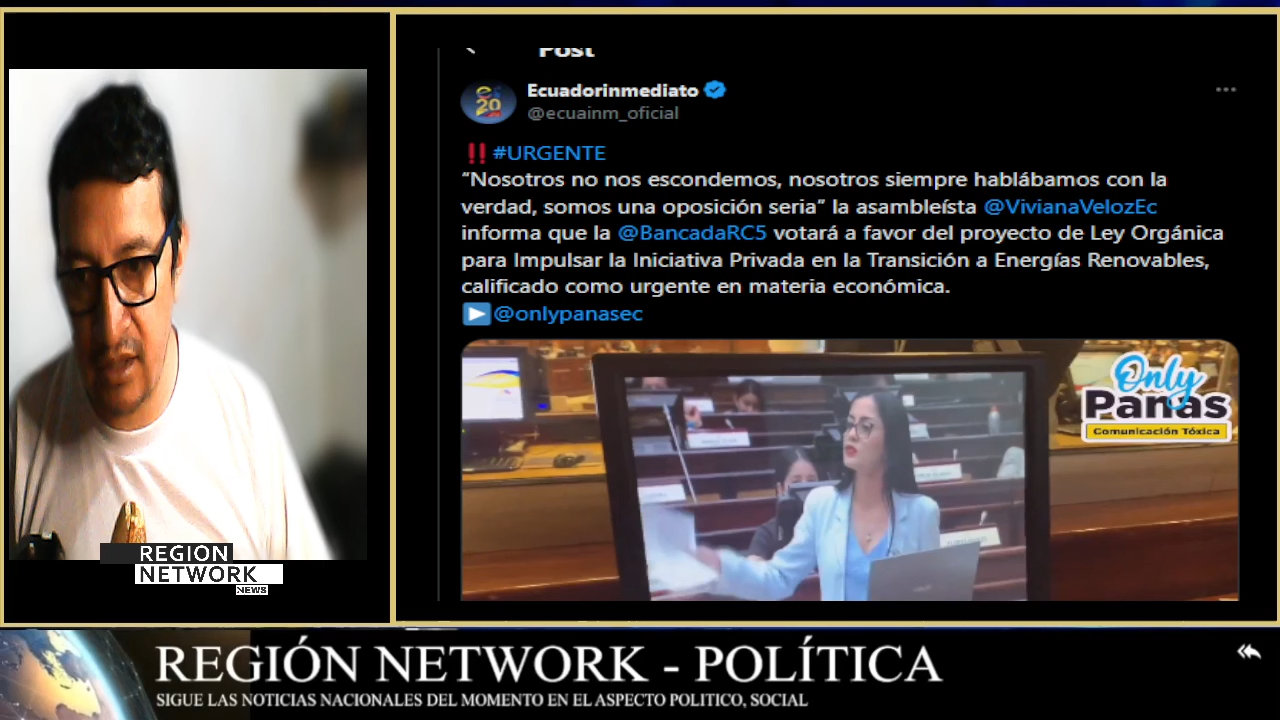 Post
Ecuadorinmediato
@ecuainm_oficial
‼ #URGENTE
“Nosotros no nos escondemos, nosotros siempre hablábamos con la
verdad, somos una oposición seria” la asambleísta @VivianaVelozEc
informa que la @BancadaRC5 votará a favor del proyecto de Ley Orgánica
para Impulsar la Iniciativa Privada en la Transición a Energías Renovables,
calificado como urgente en materia económica.
@onlypanasec
Only
Panas
Comunicación Tóxica
REGION
NETWORK
NEWS
REGIÓN NETWORK - POLÍTICA
SIGUE LAS NOTICIAS NACIONALES DEL MOMENTO EN EL ASPECTO POLITICO, SOCIAL